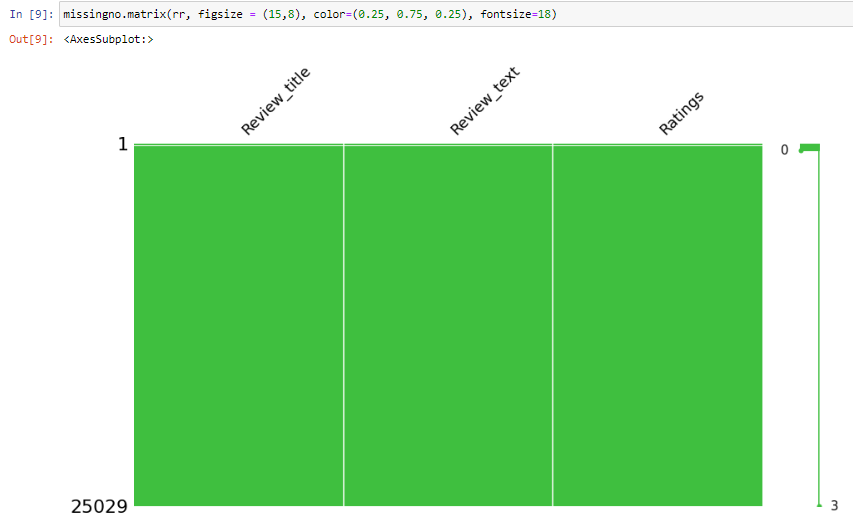 In [9]: missingno.matrix(rr, figsize = (15,8), color=(0.25, 0.75, 0.25), fontsize=18)
Out[9]: <AxesSubplot:>
Review_title Review_text Ratings
1 0
25029 3